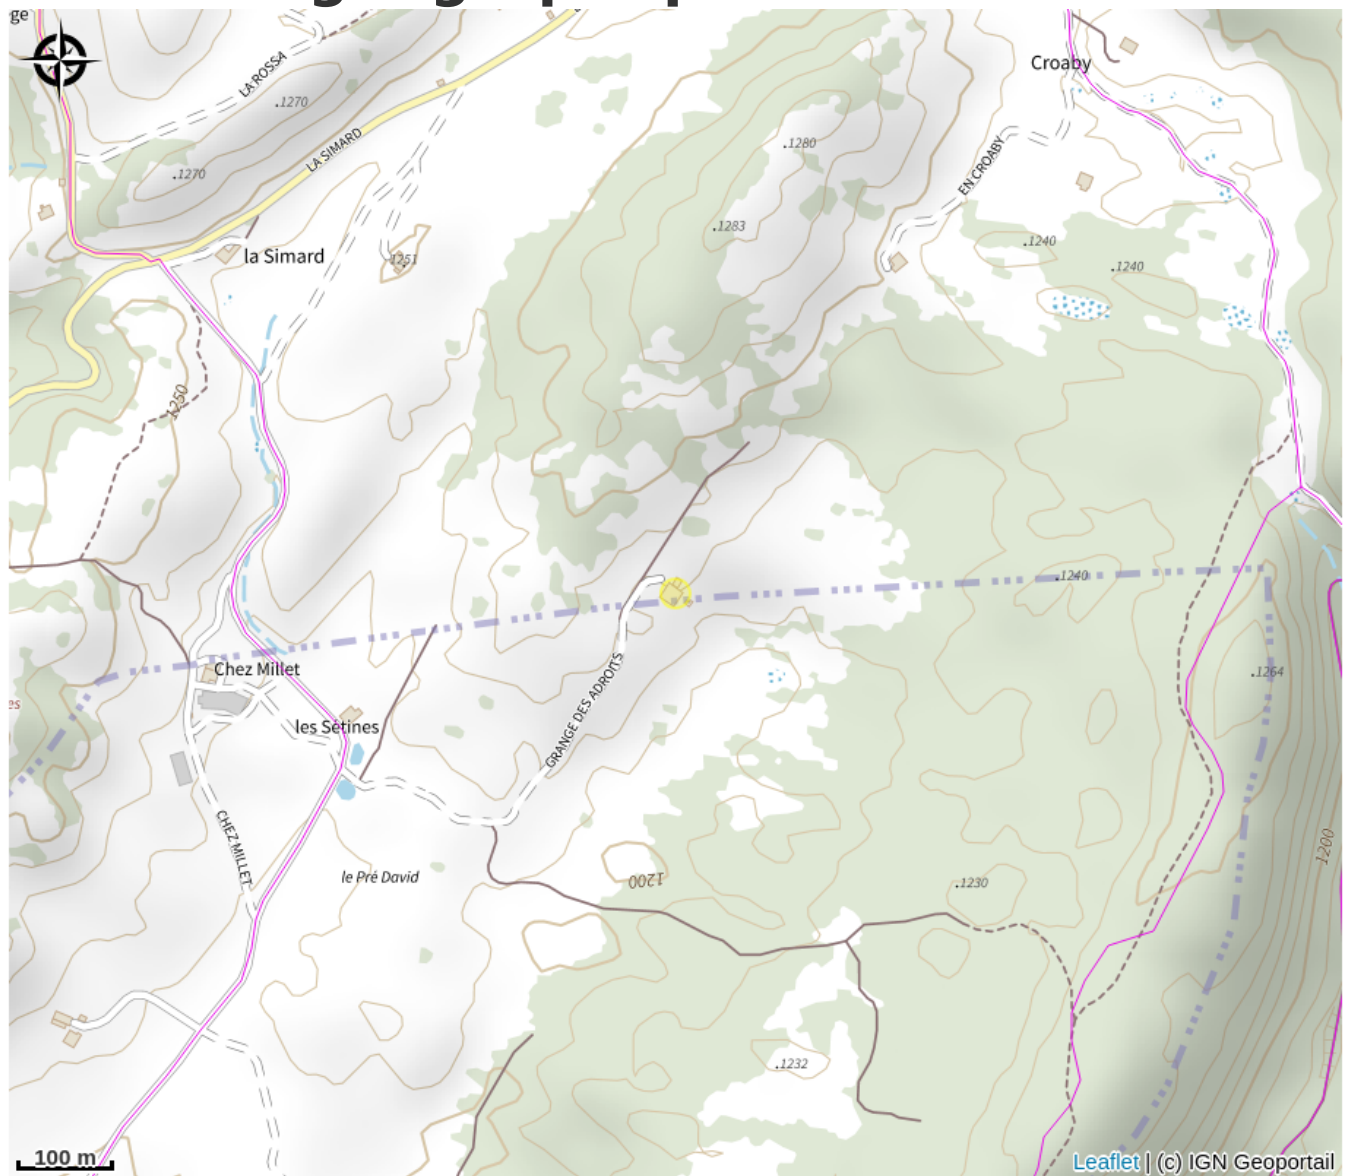 ge
Croaby
LA ROSSA
1270
LA SIMARD
1280
1270
EN CROABY
1283
1240
la Simard
1251
1240
1250
1240
Chez Millet
1264
es
les Sétines
GRANGE DES ADROITS
CHEZ MILLET
1200
le Pré David
1200
1230
1232
100 m
Leaflet | (c) IGN Geoportail